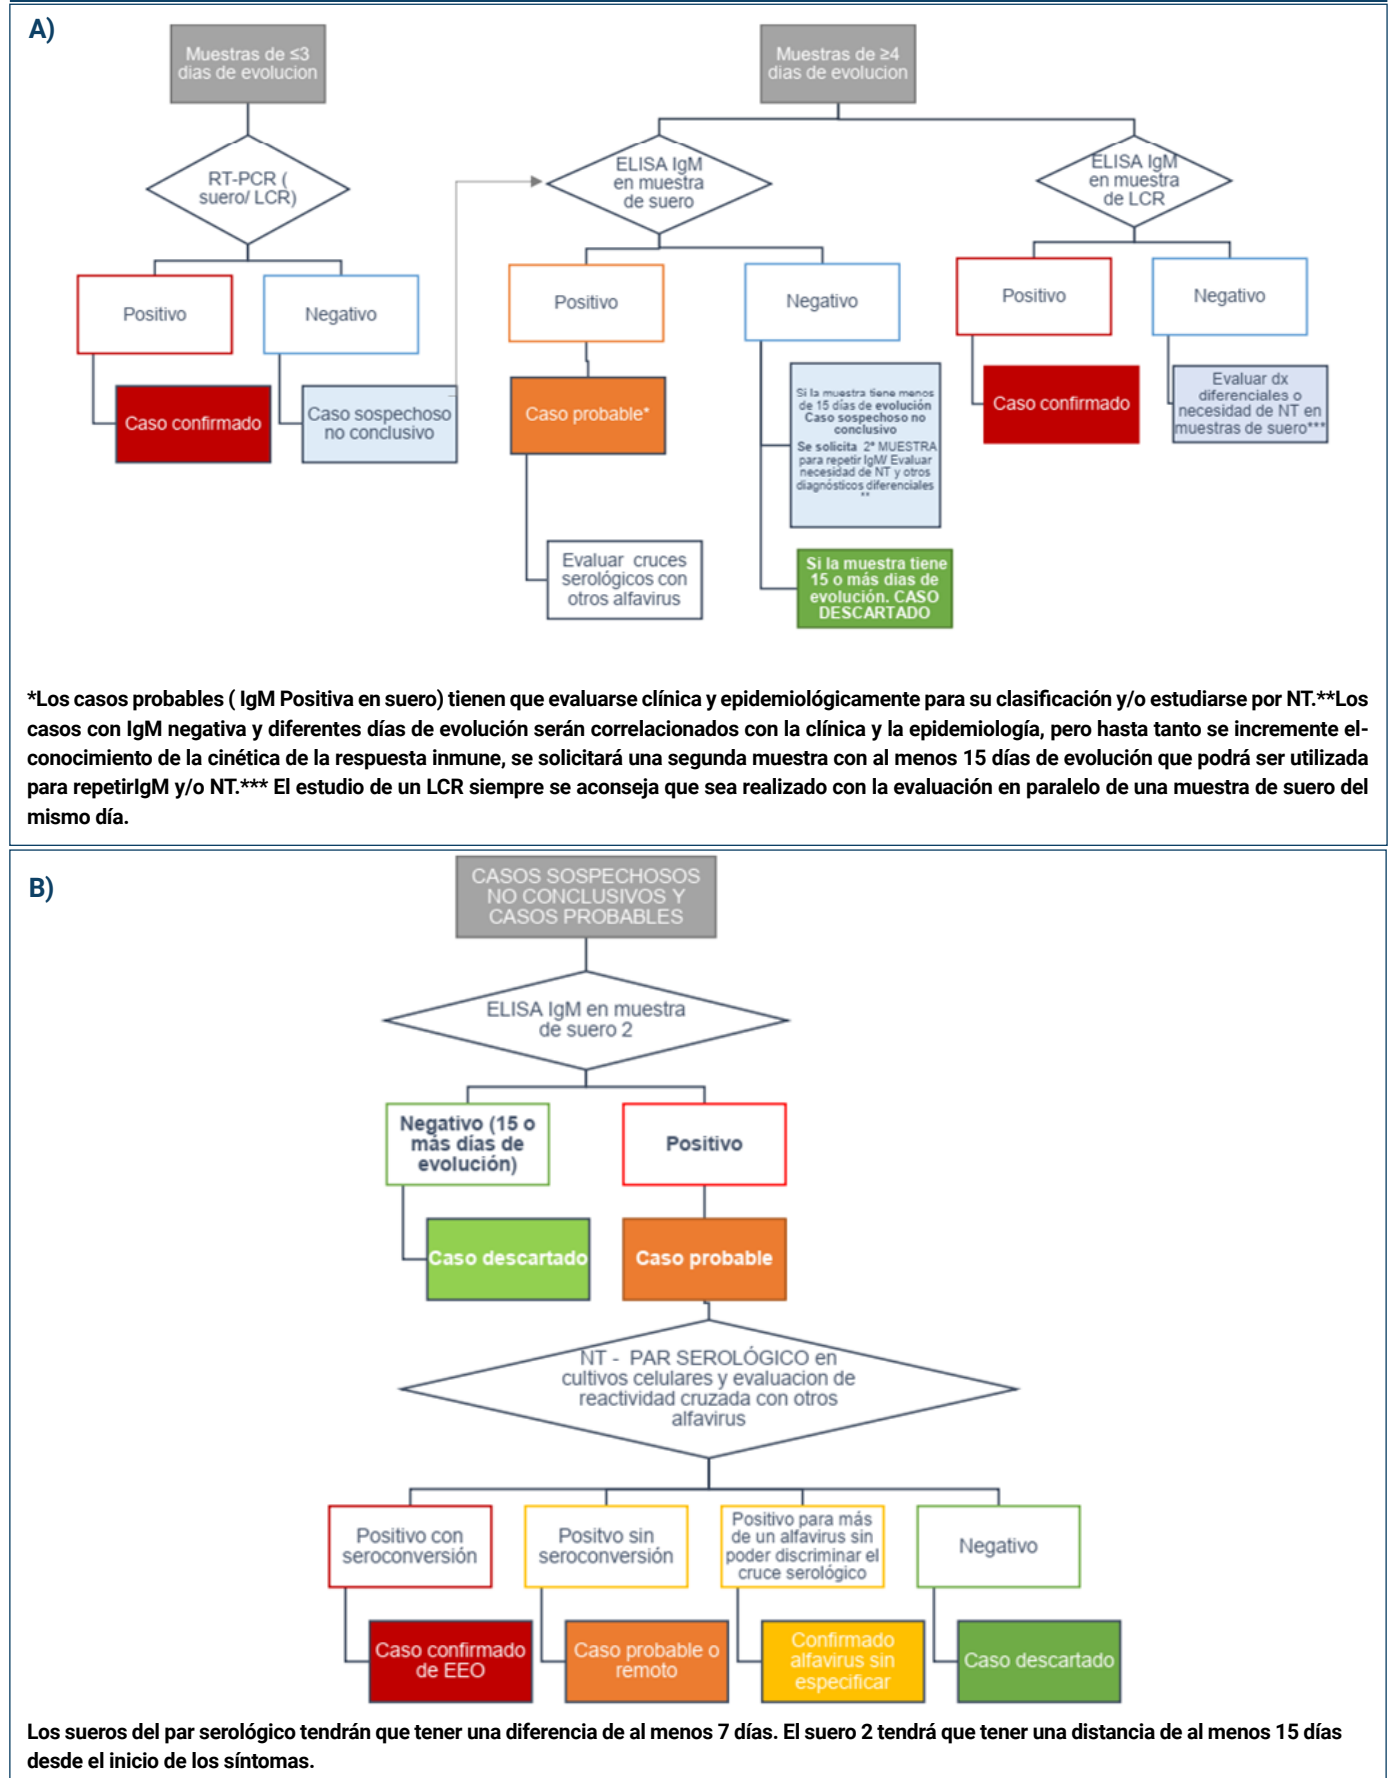 A)
Muestras de ≤3
dias de evolucion
RT-PCR (
suero/ LCR)
Positivo
Negativo
Caso confirmado
Caso sospechoso
no conclusivo
Muestras de ≥4
dias de evolucion
ELISA IgM
en muestra
de suero
Positivo
Negativo
Caso probable*
Evaluar cruces
serológicos con
otros alfavirus
Si la muestra tiene menos
de 15 días de evolución
Caso sospechoso no
conclusivo
Se solicita 2ª MUESTRA
para repetir IgM/ Evaluar
necesidad de NT y otros
diagnósticos diferenciales
**
Si la muestra tiene
15 o más dias de
evolución. CASO
DESCARTADO
ELISA IgM
en muestra
de LCR
Positivo
Negativo
Caso confirmado
Evaluar dx
diferenciales o
necesidad de NT en
muestras de suero***
*Los casos probables ( IgM Positiva en suero) tienen que evaluarse clínica y epidemiológicamente para su clasificación y/o estudiarse por NT.**Los
casos con IgM negativa y diferentes días de evolución serán correlacionados con la clínica y la epidemiología, pero hasta tanto se incremente el-
conocimiento de la cinética de la respuesta inmune, se solicitará una segunda muestra con al menos 15 días de evolución que podrá ser utilizada
para repetirIgM y/o NT.*** El estudio de un LCR siempre se aconseja que sea realizado con la evaluación en paralelo de una muestra de suero del
mismo día.
B)
CASOS SOSPECHOSOS
NO CONCLUSIVOS Y
CASOS PROBABLES
ELISA IgM en muestra
de suero 2
Negativo (15 o
más días de
evolución)
Positivo
Caso descartado
Caso probable
NT - PAR SEROLÓGICO en
cultivos celulares y evaluacion de
reactividad cruzada con otros
alfavirus
Positivo con
seroconversión
Positvo sin
seroconversión
Positivo para más
de un alfavirus sin
poder discriminar el
cruce serológico
Negativo
Caso confirmado
de EEO
Caso probable o
remoto
Confirmado
alfavirus sin
especificar
Caso descartado
Los sueros del par serológico tendrán que tener una diferencia de al menos 7 días. El suero 2 tendrá que tener una distancia de al menos 15 días
desde el inicio de los síntomas.